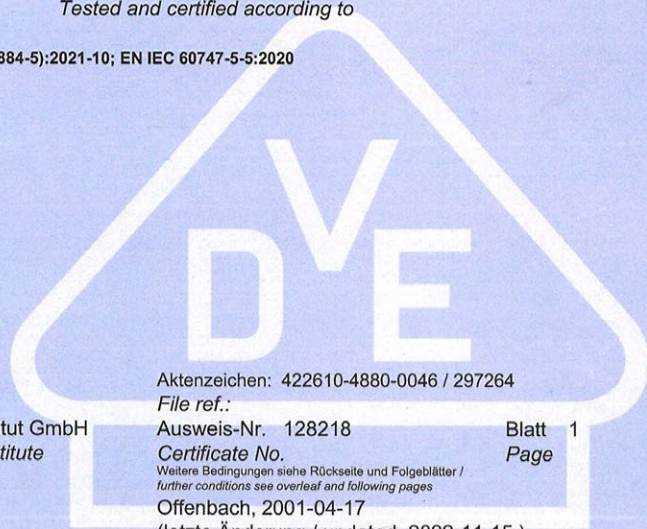 Tested and certified according to
884-5):2021-10; EN IEC 60747-5-5:2020
VDE
Aktenzeichen: 422610-4880-0046 / 297264
File ref.:
tut GmbH Ausweis-Nr. 128218 Blatt 1
titute Certificate No. Page
Weitere Bedingungen siehe Rückseite und Folgeblätter /
further conditions see overleaf and following pages
Offenbach, 2001-04-17